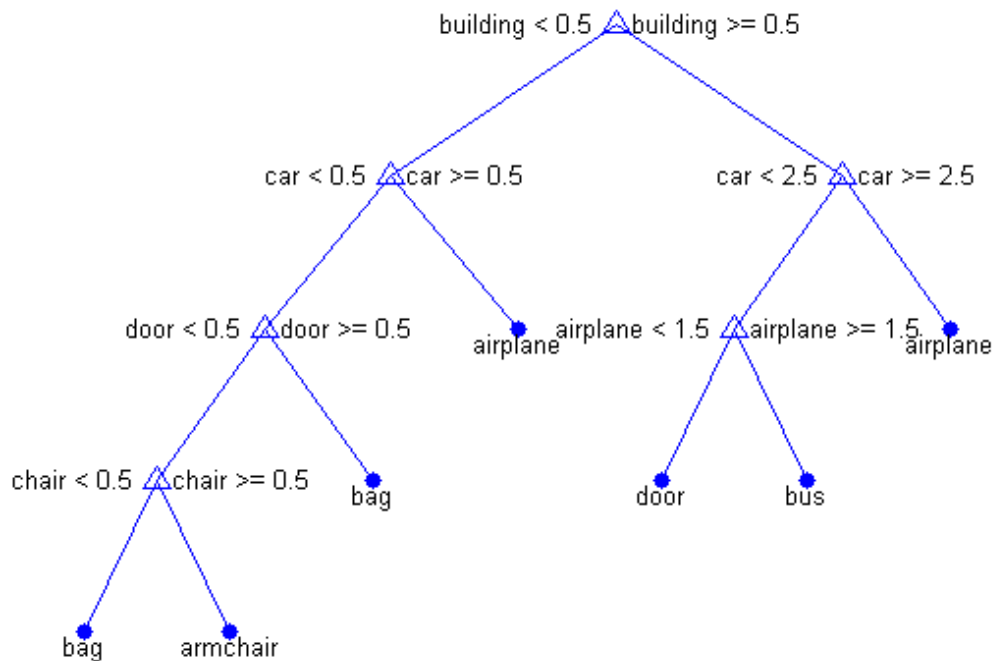 building < 0.5 building >= 0.5
car < 0.5 car >= 0.5 car < 2.5 car >= 2.5
door < 0.5 door >= 0.5 airplane airplane < 1.5 airplane >= 1.5 airplane
chair < 0.5 chair >= 0.5 bag door bus
bag armchair